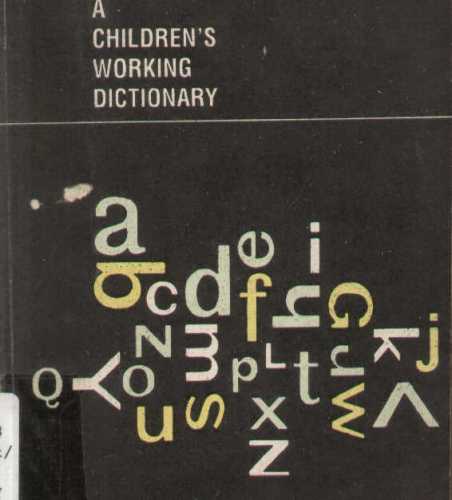 A
CHILDREN'S
WORKING
DICTIONARY
a e i
b c d f h G j
z m p L t r k
Q Y o u s x w V
N